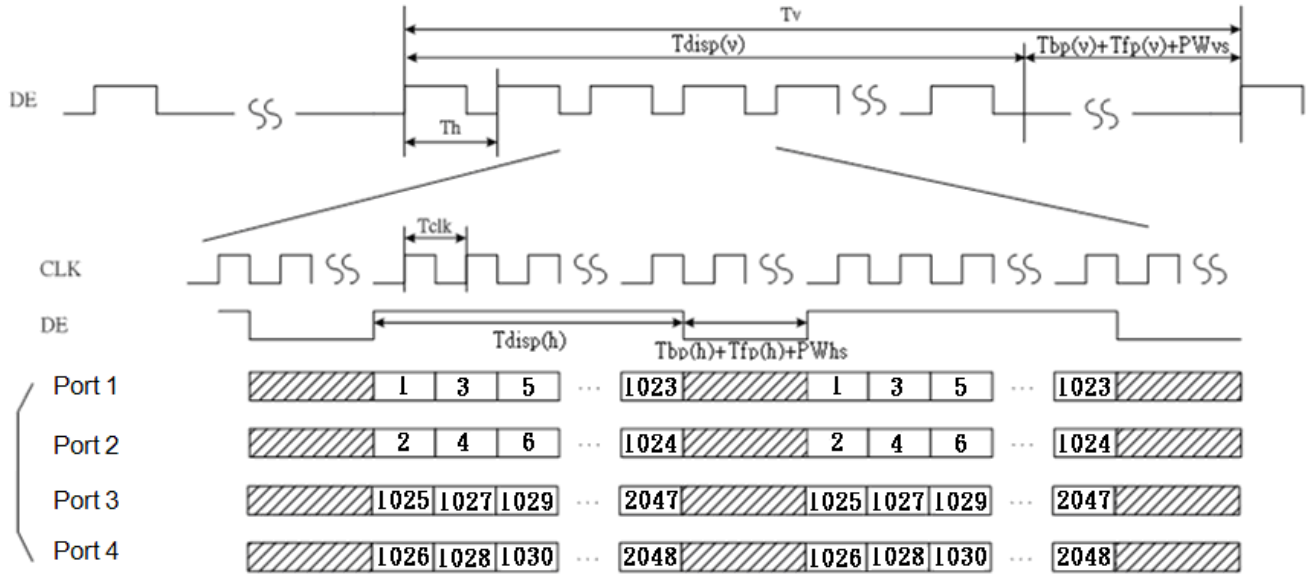 Tv
Tdisp(v) Tbp(v)+Tfp(v)+PWvs
DE
Th
Tclk
CLK
DE
Tdisp(h) Tbp(h)+Tfp(h)+PWhs
Port 1 1 3 5 ... 1023 1 3 5 ... 1023
Port 2 2 4 6 ... 1024 2 4 6 ... 1024
Port 3 1025 1027 1029 ... 2047 1025 1027 1029 ... 2047
Port 4 1026 1028 1030 ... 2048 1026 1028 1030 ... 2048